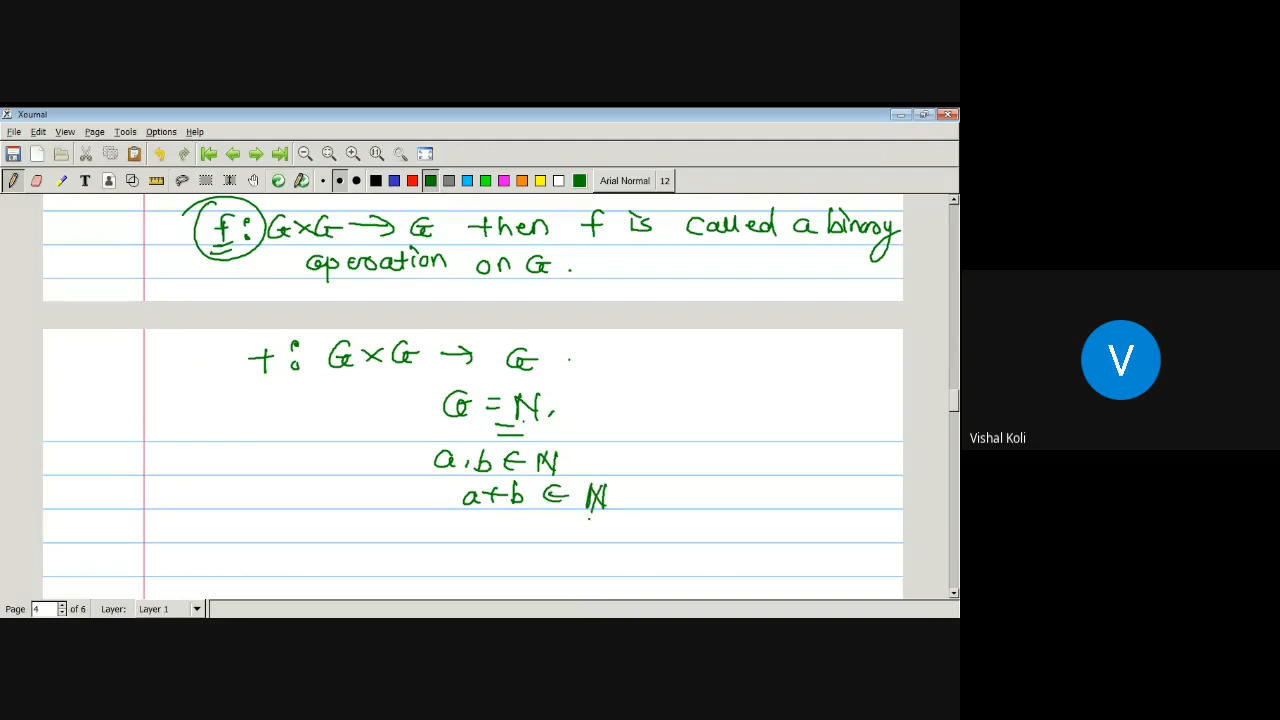 Xournal
File Edit View Page Tools Options Help
Arial Normal 12
f : G×G → G then f is called a binary
operation on G .
+ : G×G → G .
G = N,
a,b ∈ N
a+b ∈ N
V
Vishal Koli
Page 4 of 6 Layer: Layer 1